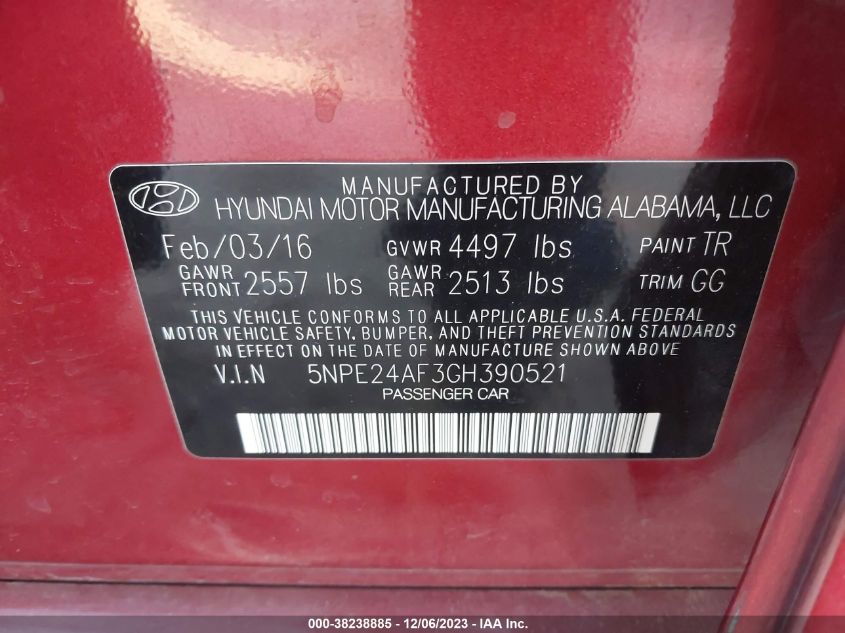 MANUFACTURED BY
HYUNDAI MOTOR MANUFACTURING ALABAMA, LLC
Feb/03/16 GVWR 4497 lbs PAINT TR
GAWR FRONT 2557 lbs GAWR REAR 2513 lbs TRIM GG
THIS VEHICLE CONFORMS TO ALL APPLICABLE U.S.A. FEDERAL
MOTOR VEHICLE SAFETY, BUMPER, AND THEFT PREVENTION STANDARDS
IN EFFECT ON THE DATE OF MANUFACTURE SHOWN ABOVE
V.I.N 5NPE24AF3GH390521
PASSENGER CAR
000-38238885 - 12/06/2023 - IAA Inc.